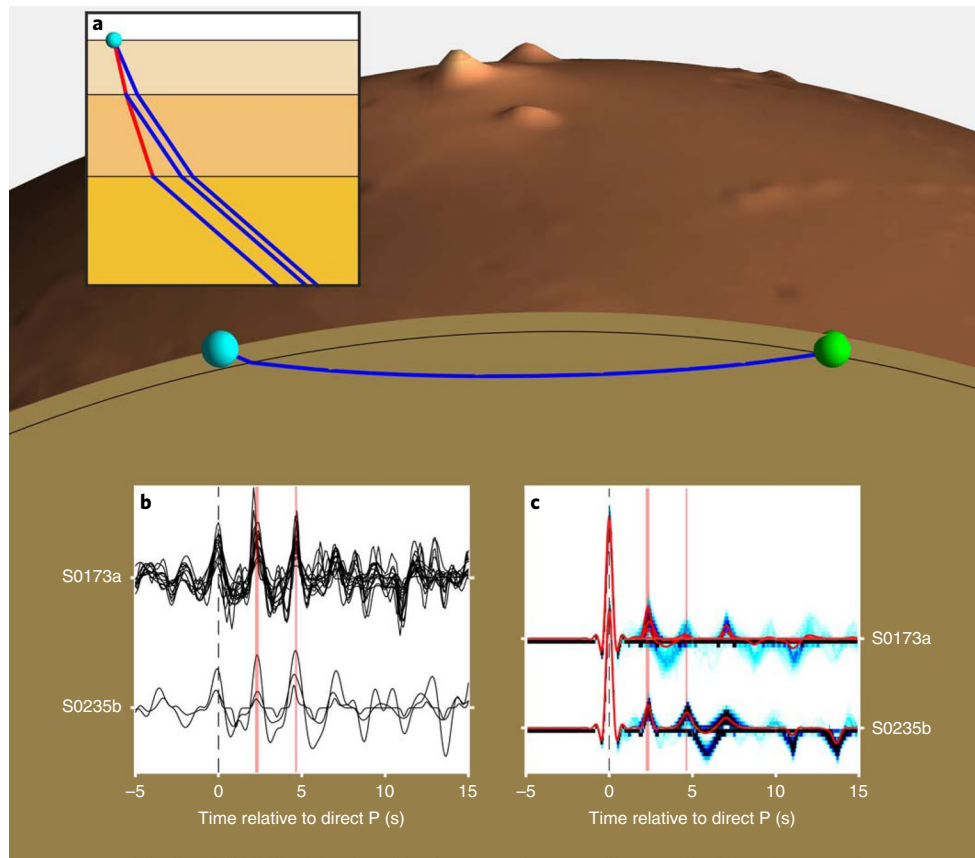 a
b
S0173a
S0235b
−5 0 5 10 15
Time relative to direct P (s)
c
S0173a
S0235b
−5 0 5 10 15
Time relative to direct P (s)